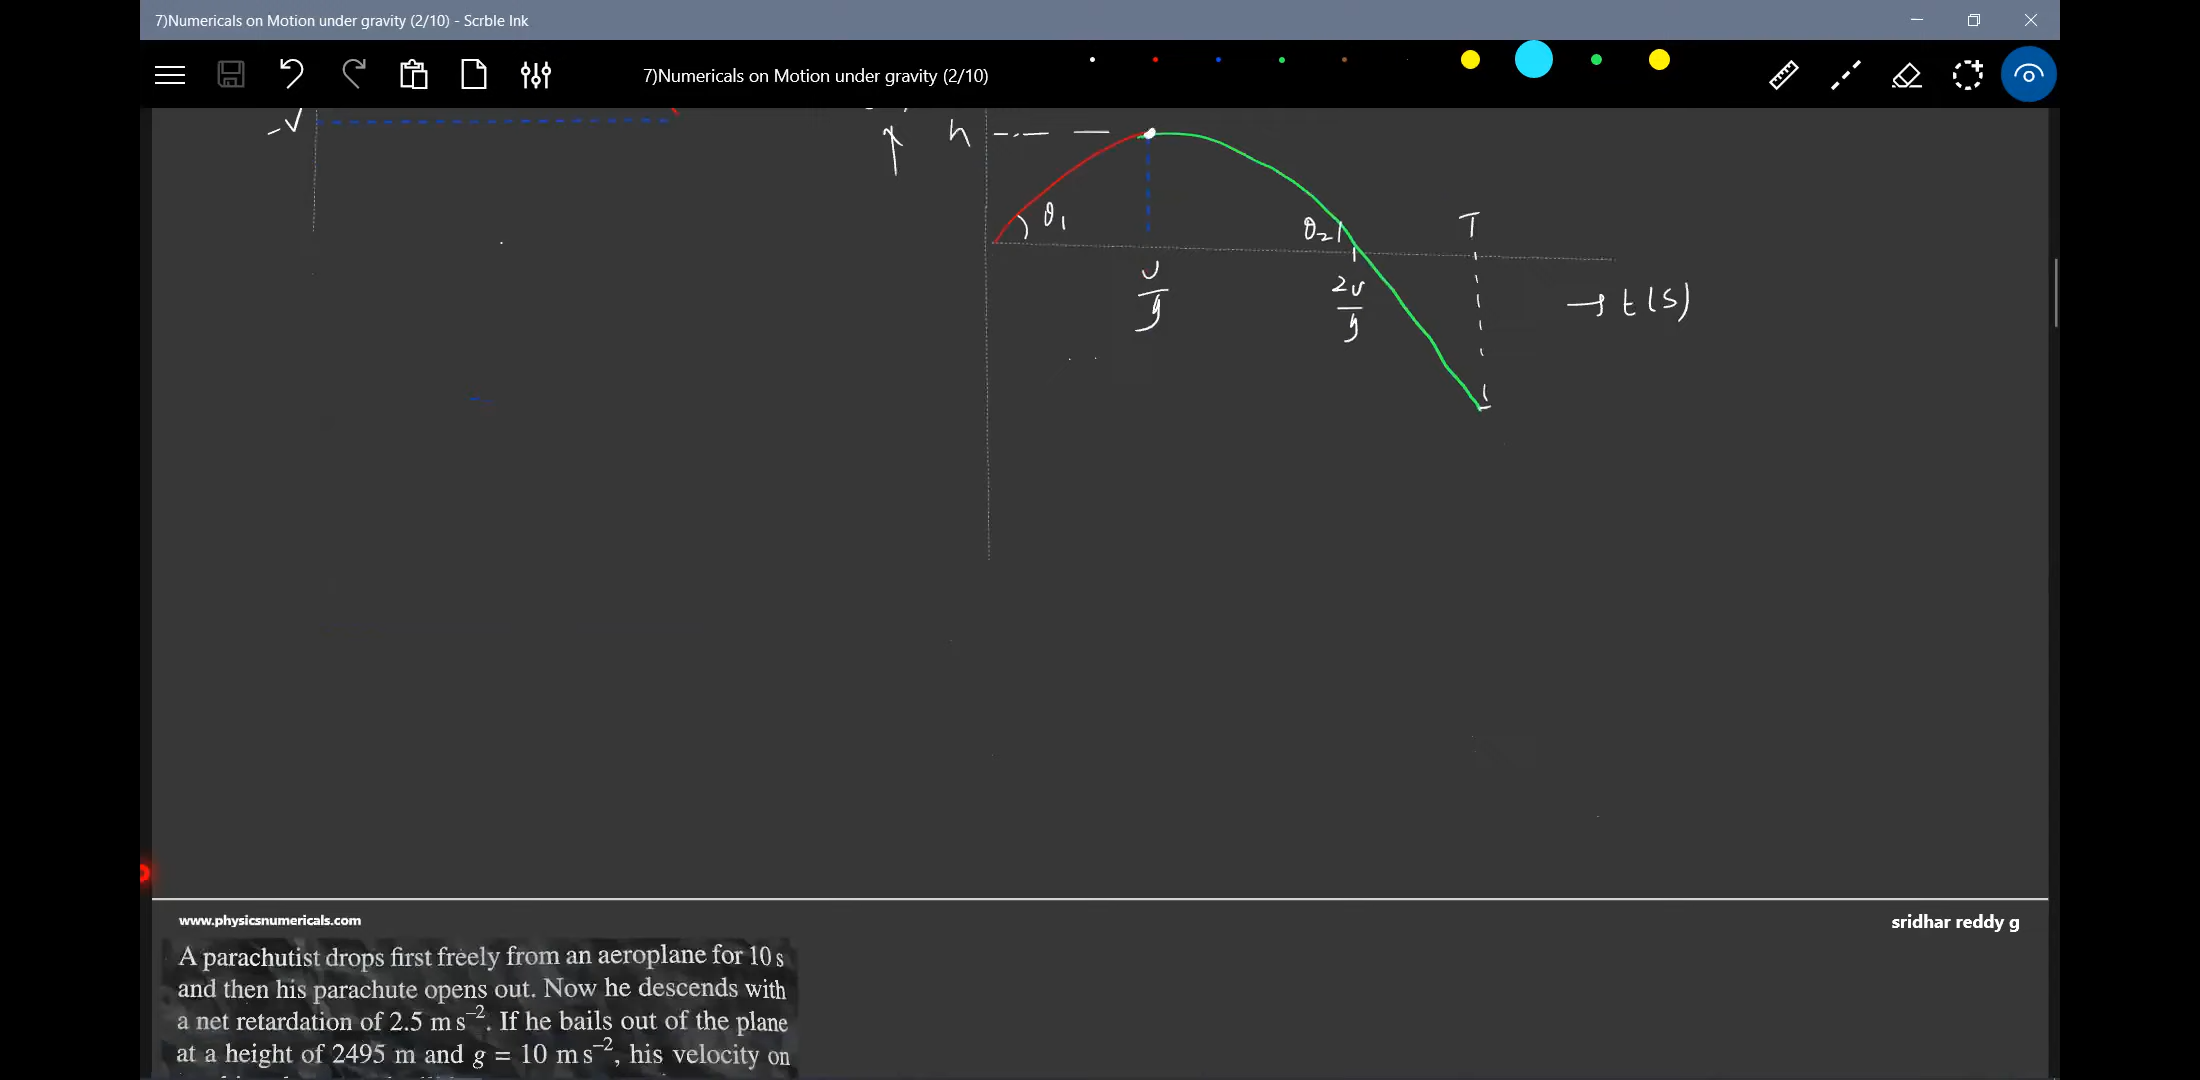 7)Numericals on Motion under gravity (2/10) - Scrble Ink
7)Numericals on Motion under gravity (2/10)
-V
h
θ1
θ2
T
u/g
2u/g
→ t(s)
www.physicsnumericals.com
sridhar reddy g
A parachutist drops first freely from an aeroplane for 10 s
and then his parachute opens out. Now he descends with
a net retardation of 2.5 m s⁻². If he bails out of the plane
at a height of 2495 m and g = 10 m s⁻², his velocity on